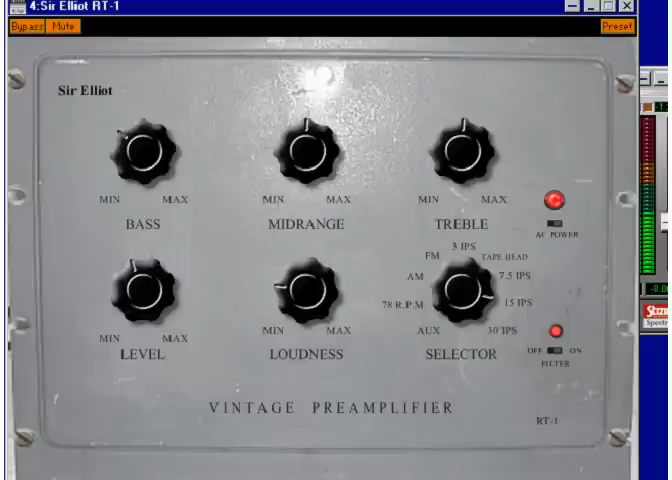 4:Sir Elliot RT-1
Bypass Mute Preset
Sir Elliot
MIN MAX MIN MAX MIN MAX
BASS MIDRANGE TREBLE
AC POWER
3 IPS
FM TAPE HEAD
AM 7.5 IPS
78 R.P.M 15 IPS
AUX 30 IPS
MIN MAX MIN MAX
LEVEL LOUDNESS SELECTOR
OFF ON
FILTER
VINTAGE PREAMPLIFIER
RT-1